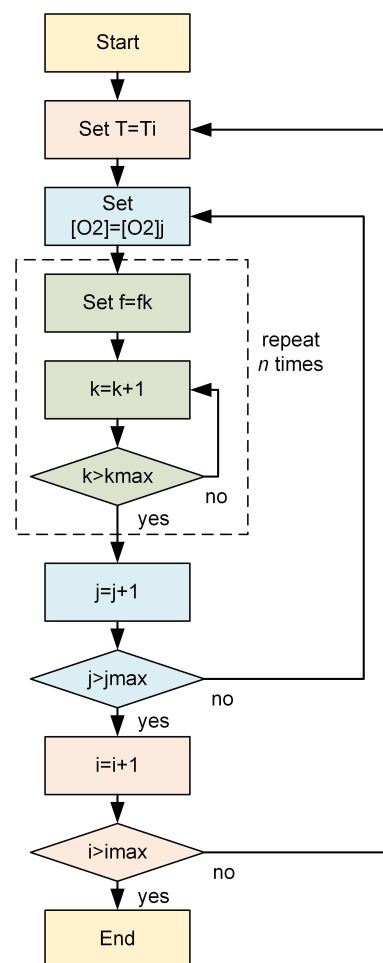 Start
Set T=Ti
Set
[O2]=[O2]j
Set f=fk
repeat
n times
k=k+1
k>kmax
no
yes
j=j+1
j>jmax
no
yes
i=i+1
i>imax
no
yes
End